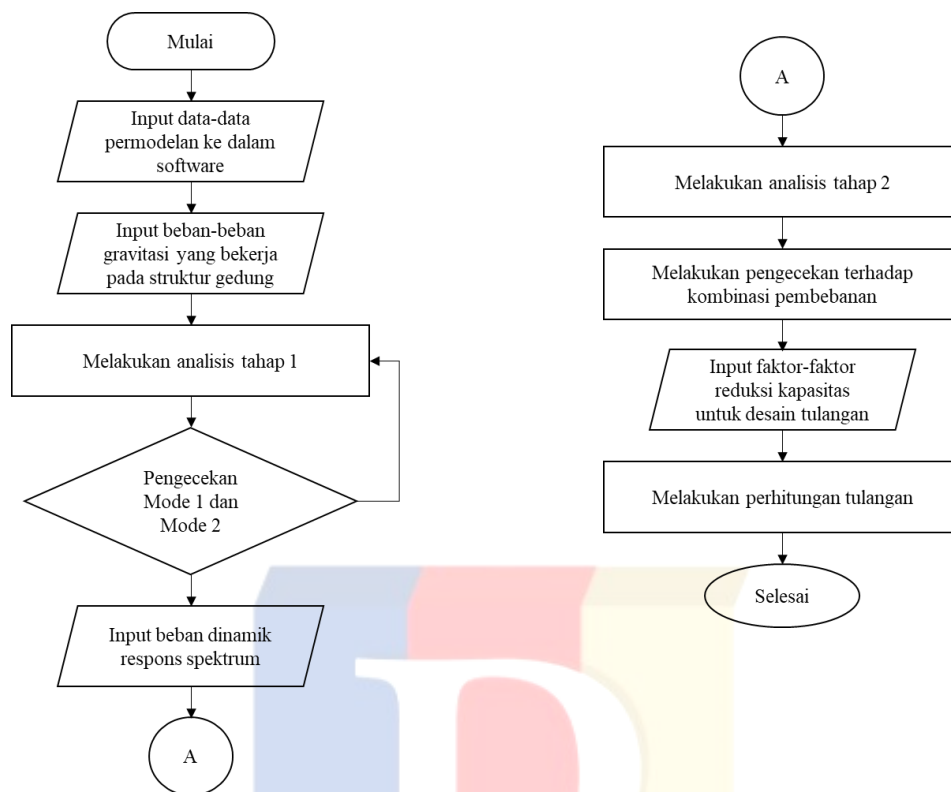 Mulai
Input data-data
permodelan ke dalam
software
Input beban-beban
gravitasi yang bekerja
pada struktur gedung
Melakukan analisis tahap 1
Pengecekan
Mode 1 dan
Mode 2
Input beban dinamik
respons spektrum
A
A
Melakukan analisis tahap 2
Melakukan pengecekan terhadap
kombinasi pembebanan
Input faktor-faktor
reduksi kapasitas
untuk desain tulangan
Melakukan perhitungan tulangan
Selesai